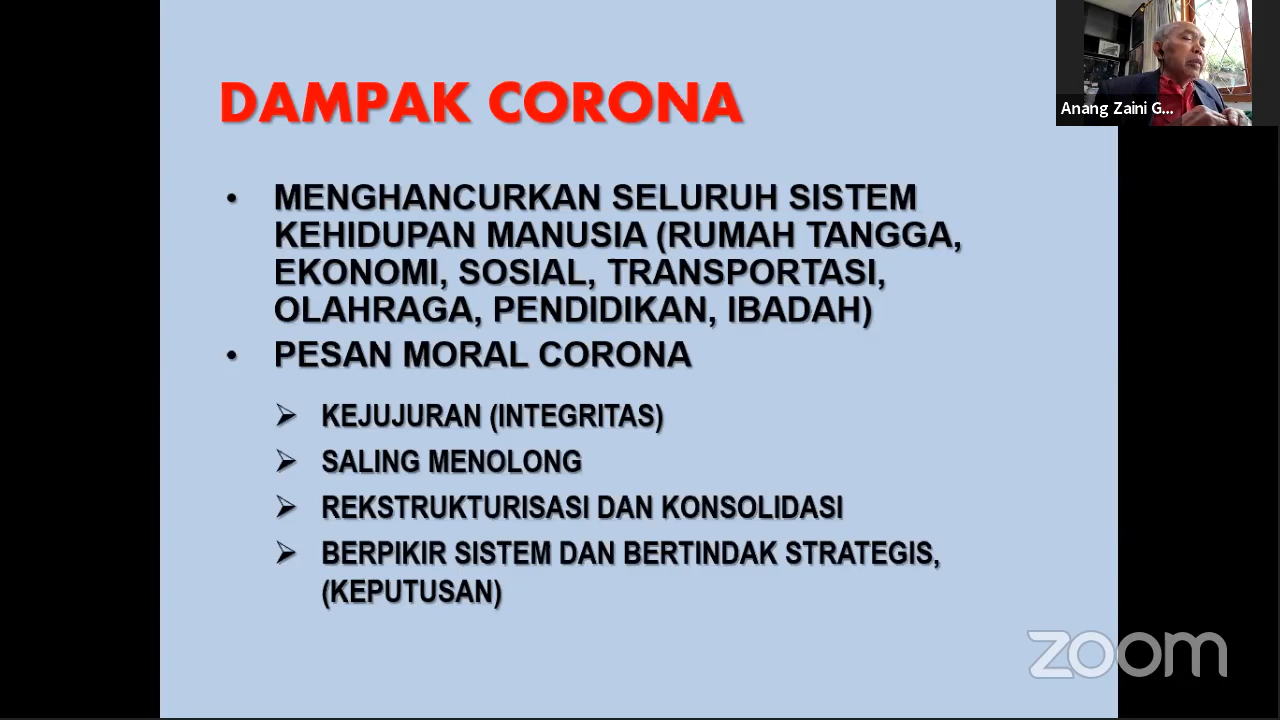 DAMPAK CORONA
Anang Zaini G...
• MENGHANCURKAN SELURUH SISTEM
KEHIDUPAN MANUSIA (RUMAH TANGGA,
EKONOMI, SOSIAL, TRANSPORTASI,
OLAHRAGA, PENDIDIKAN, IBADAH)
• PESAN MORAL CORONA
➢ KEJUJURAN (INTEGRITAS)
➢ SALING MENOLONG
➢ REKSTRUKTURISASI DAN KONSOLIDASI
➢ BERPIKIR SISTEM DAN BERTINDAK STRATEGIS,
(KEPUTUSAN)
zoom